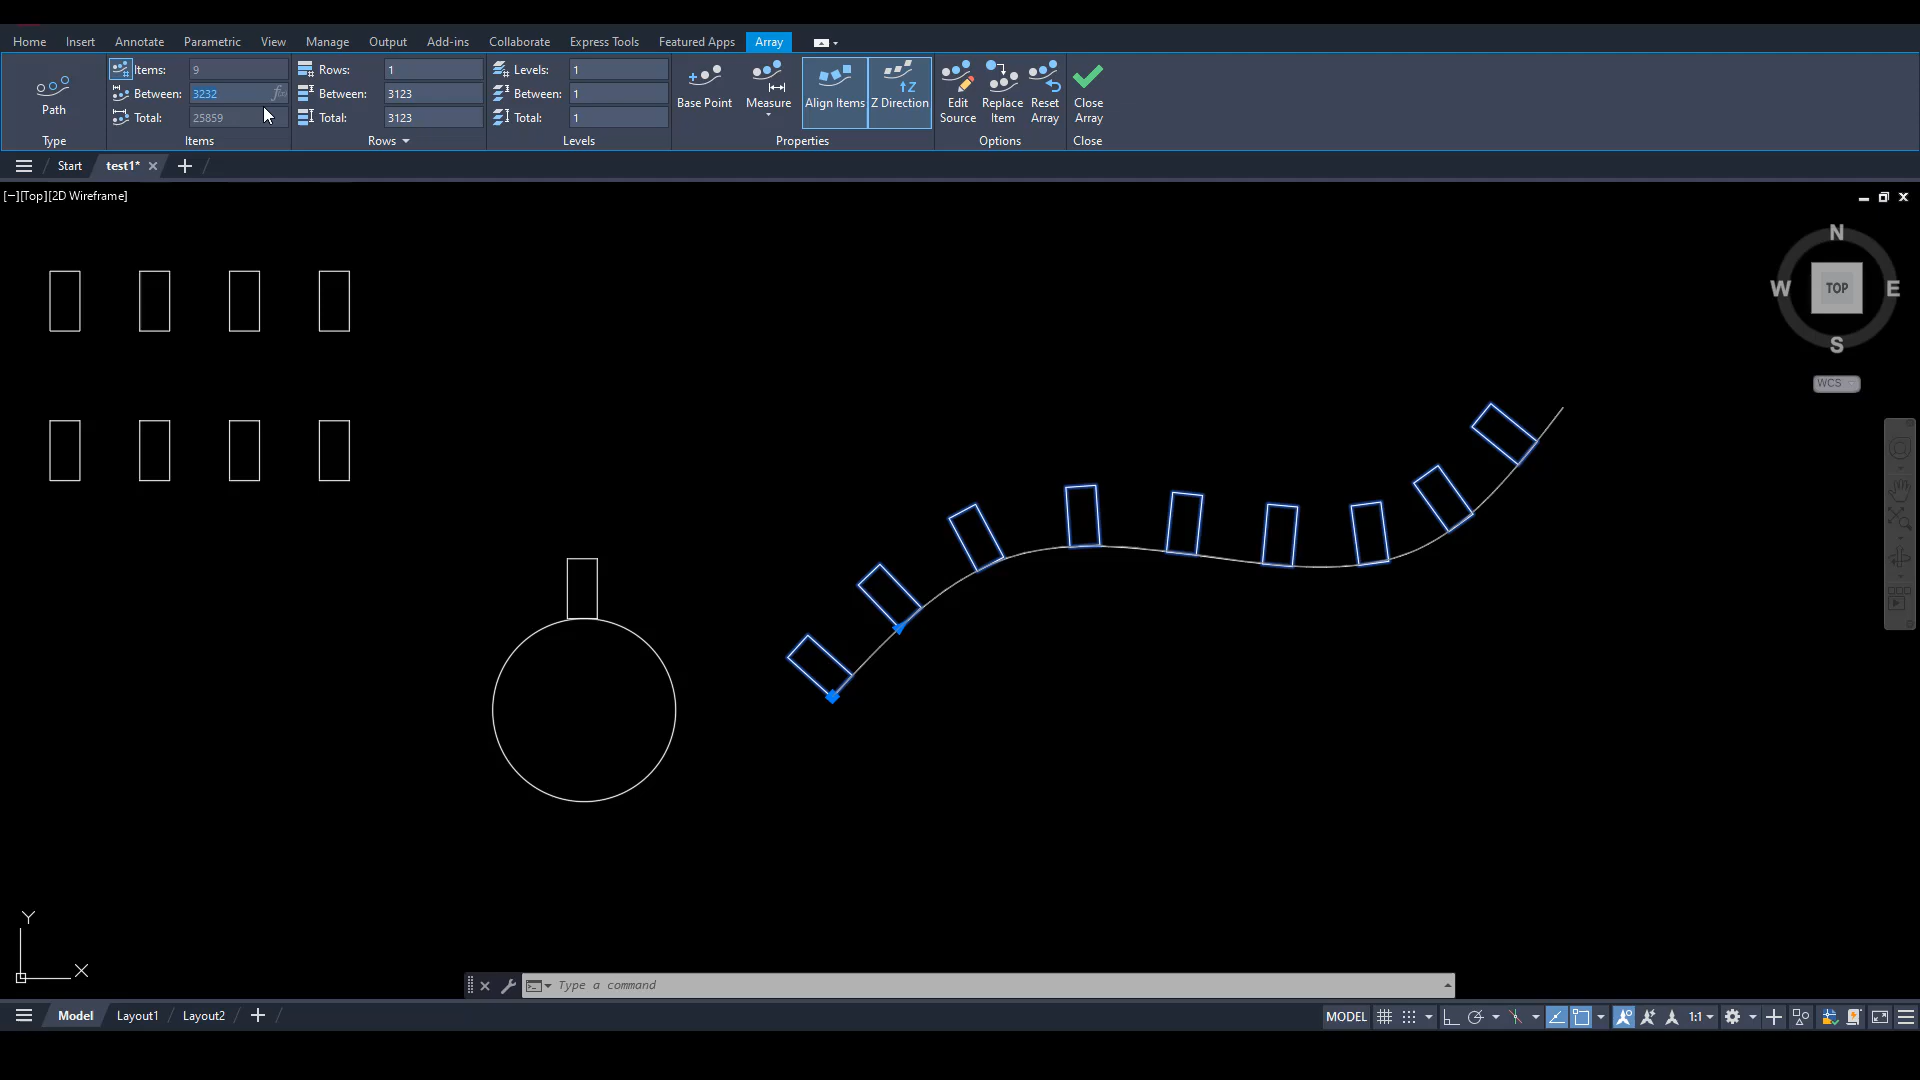 Home Insert Annotate Parametric View Manage Output Add-ins Collaborate Express Tools Featured Apps Array
Path
Type
Items: 9
Between: 3232
Total: 25859
Items
Rows: 1
Between: 3123
Total: 3123
Rows
Levels: 1
Between: 1
Total: 1
Levels
Base Point
Measure
Align Items
Z Direction
Properties
Edit
Source
Replace
Item
Reset
Array
Options
Close
Array
Close
Start test1*
[−][Top][2D Wireframe]
N
W TOP E
S
WCS
Y
X
Type a command
Model Layout1 Layout2
MODEL 1:1